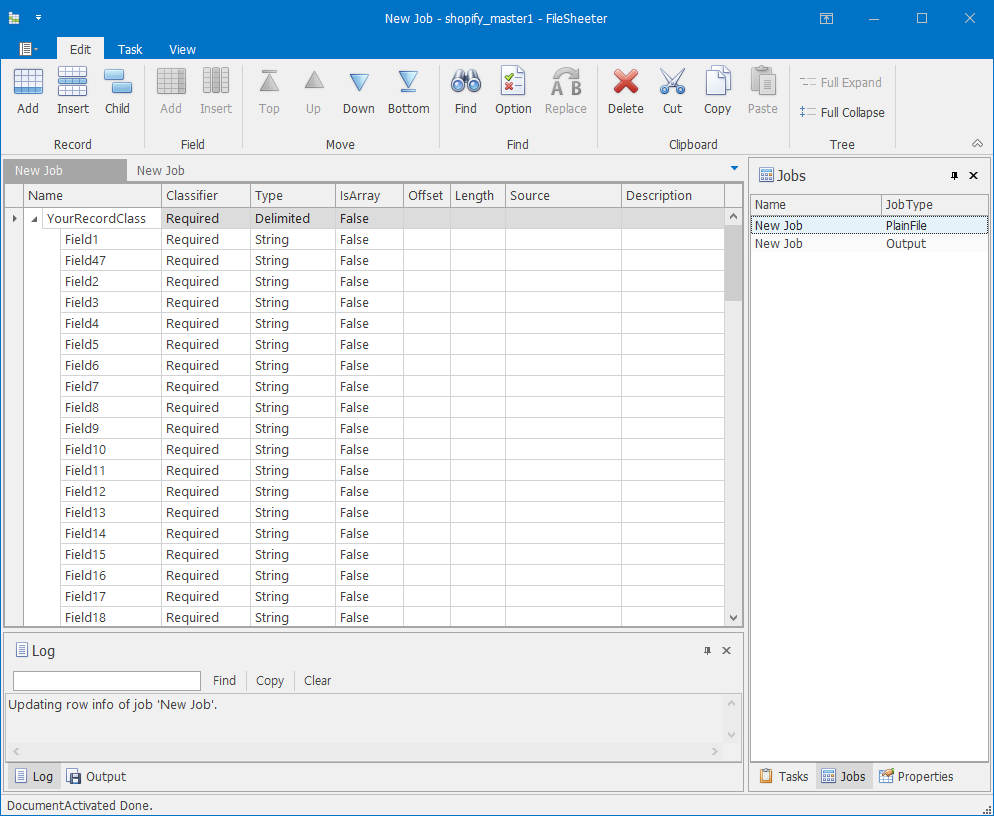 New Job - shopify_master1 - FileSheeter
Edit Task View
Add Insert Child Add Insert Top Up Down Bottom Find Option Replace Delete Cut Copy Paste Full Expand
Full Collapse
Record Field Move Find Clipboard Tree
New Job New Job
Name Classifier Type IsArray Offset Length Source Description
YourRecordClass Required Delimited False
Field1 Required String False
Field47 Required String False
Field2 Required String False
Field3 Required String False
Field4 Required String False
Field5 Required String False
Field6 Required String False
Field7 Required String False
Field8 Required String False
Field9 Required String False
Field10 Required String False
Field11 Required String False
Field12 Required String False
Field13 Required String False
Field14 Required String False
Field15 Required String False
Field16 Required String False
Field17 Required String False
Field18 Required String False
Jobs
Name JobType
New Job PlainFile
New Job Output
Log
Find Copy Clear
Updating row info of job 'New Job'.
Log Output
Tasks Jobs Properties
DocumentActivated Done.